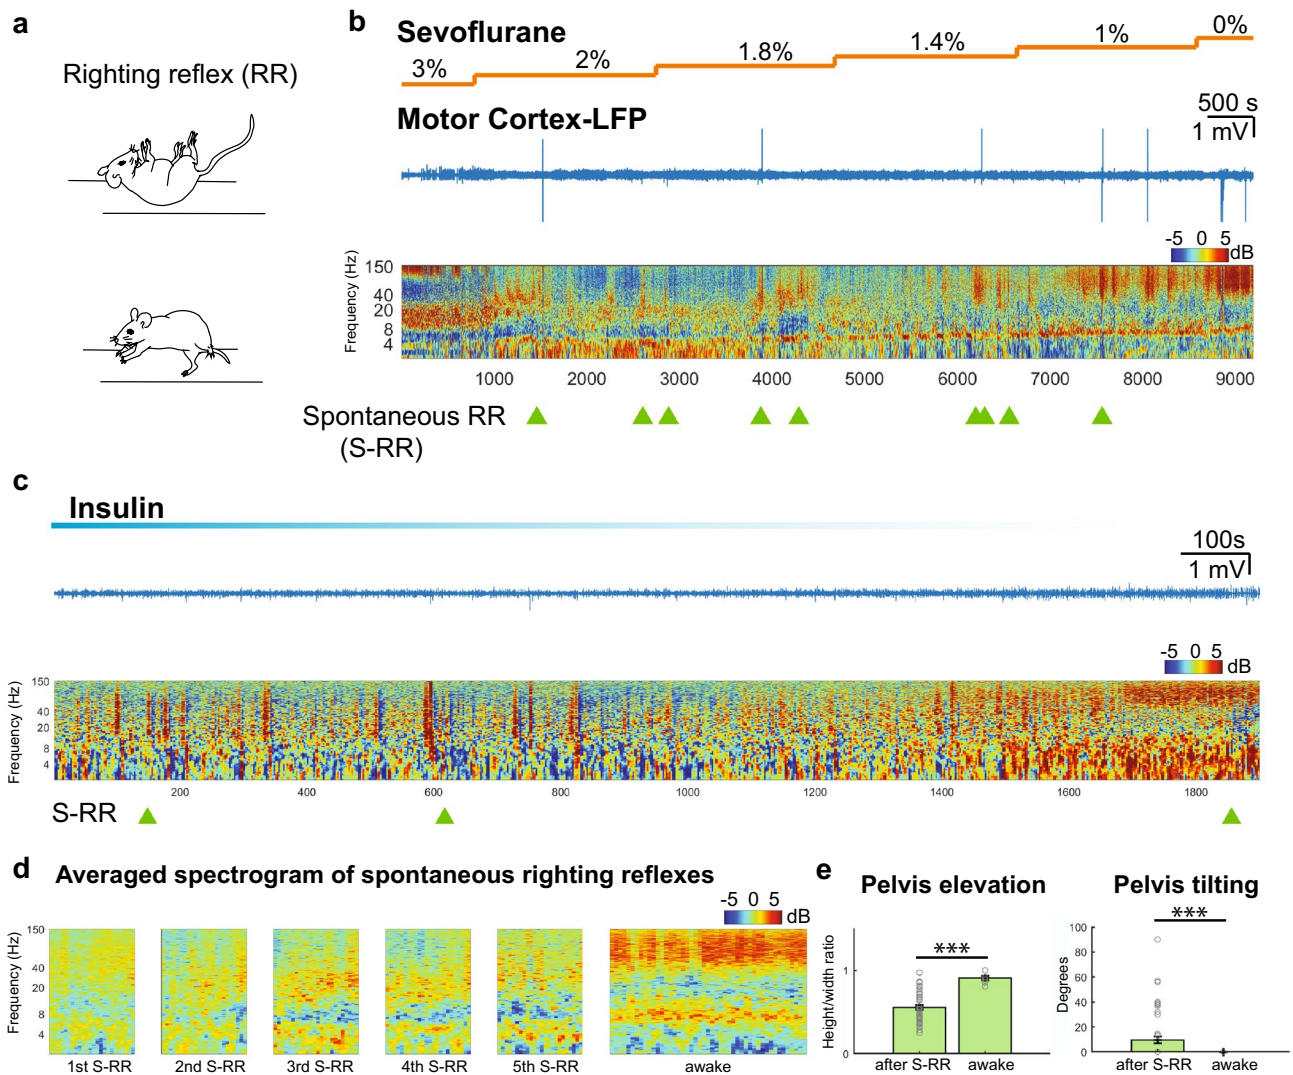 a
Righting reflex (RR)
b
Sevoflurane
3%
2%
1.8%
1.4%
1%
0%
Motor Cortex-LFP
500 s
1 mV
-5 0 5
dB
Frequency (Hz)
150
40
20
8
4
1000 2000 3000 4000 5000 6000 7000 8000 9000
Spontaneous RR
(S-RR)
c
Insulin
100s
1 mV
-5 0 5
dB
Frequency (Hz)
150
40
20
8
4
200 400 600 800 1000 1200 1400 1600 1800
S-RR
d
Averaged spectrogram of spontaneous righting reflexes
-5 0 5
dB
Frequency (Hz)
150
40
20
8
4
1st S-RR 2nd S-RR 3rd S-RR 4th S-RR 5th S-RR awake
e
Pelvis elevation
***
Height/width ratio
1
0
after S-RR awake
Pelvis tilting
***
Degrees
100
80
60
40
20
0
after S-RR awake